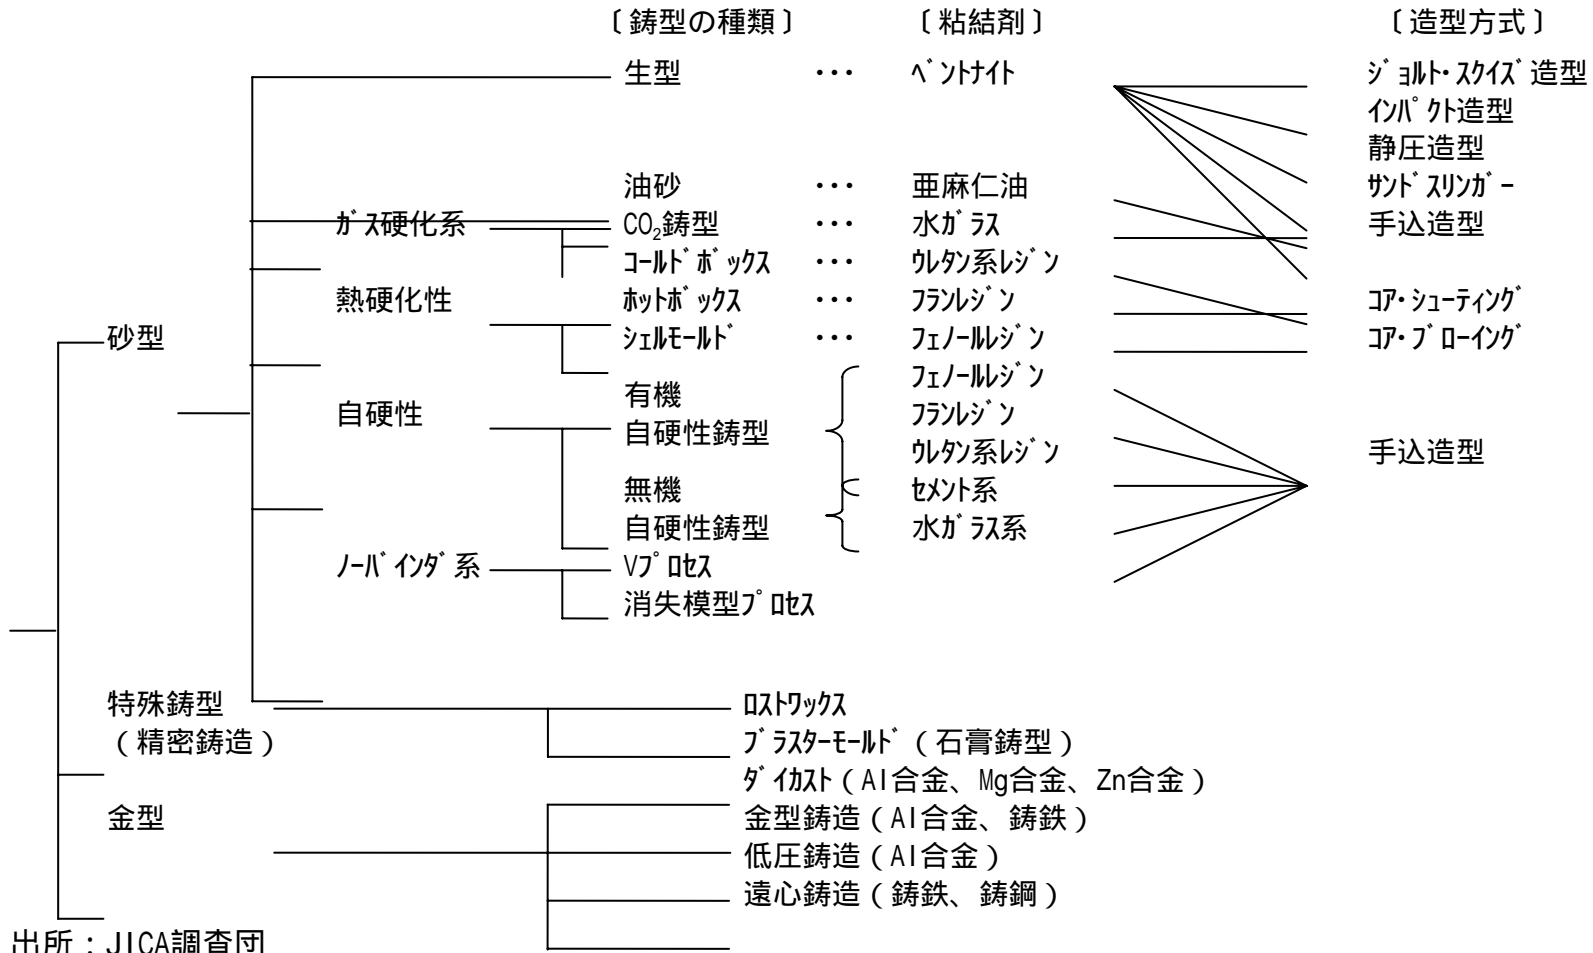 〔鋳型の種類〕 〔粘結剤〕 〔造型方式〕
生型 ・・・ ベントナイト ジョルト・スクイズ造型
インパクト造型
静圧造型
油砂 ・・・ 亜麻仁油 サンドスリンガー
ガス硬化系 CO₂鋳型 ・・・ 水ガラス 手込造型
コールドボックス ・・・ ウレタン系レジン
熱硬化性 ホットボックス ・・・ フランレジン コア・シューティング
砂型 シェルモールド ・・・ フェノールレジン コア・ブローイング
フェノールレジン
有機
自硬性 フランレジン
自硬性鋳型
ウレタン系レジン 手込造型
無機 セメント系
自硬性鋳型 水ガラス系
ノーバインダ系 Vプロセス
消失模型プロセス
特殊鋳型 ロストワックス
(精密鋳造) プラスターモールド(石膏鋳型)
ダイカスト(Al合金、Mg合金、Zn合金)
金型 金型鋳造(Al合金、鋳鉄)
低圧鋳造(Al合金)
遠心鋳造(鋳鉄、鋳鋼)
出所:JICA調査団